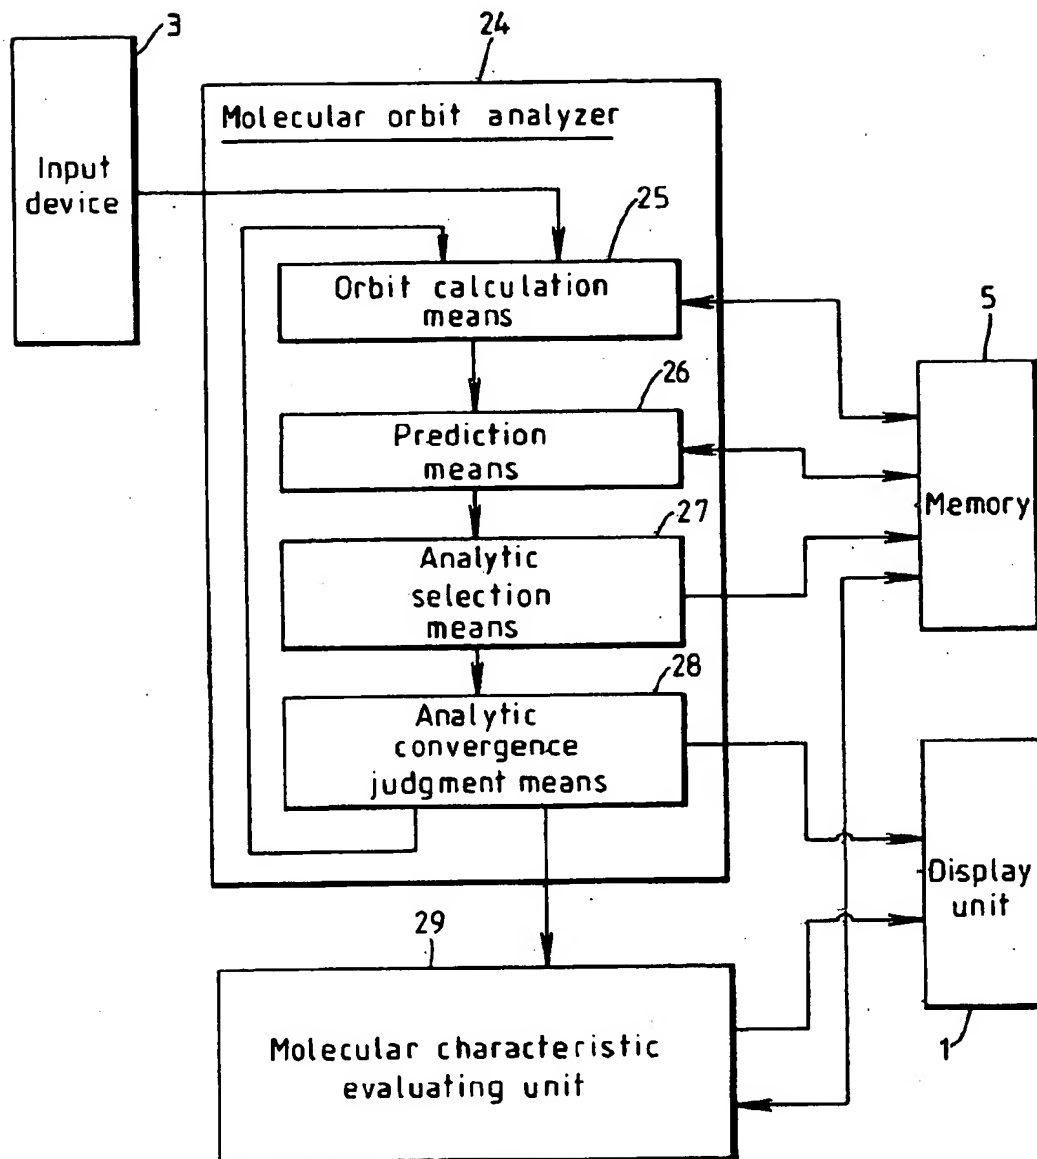 3
24
Molecular orbit analyzer
Input
device
25
Orbit calculation
means
5
26
Prediction
means
Memory
27
Analytic
selection
means
28
Analytic
convergence
judgment means
Display
unit
29
1
Molecular characteristic
evaluating unit